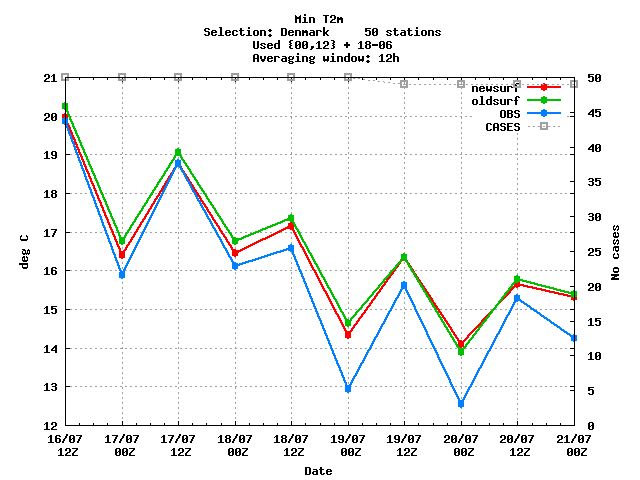 Min T2m
Selection: Denmark     50 stations
Used {00,12} + 18-06
Averaging window: 12h
21
20
19
18
17
16
15
14
13
12
deg C
50
45
40
35
30
25
20
15
10
5
0
No cases
newsurf
oldsurf
OBS
CASES
16/07 17/07 17/07 18/07 18/07 19/07 19/07 20/07 20/07 21/07
12Z 00Z 12Z 00Z 12Z 00Z 12Z 00Z 12Z 00Z
Date